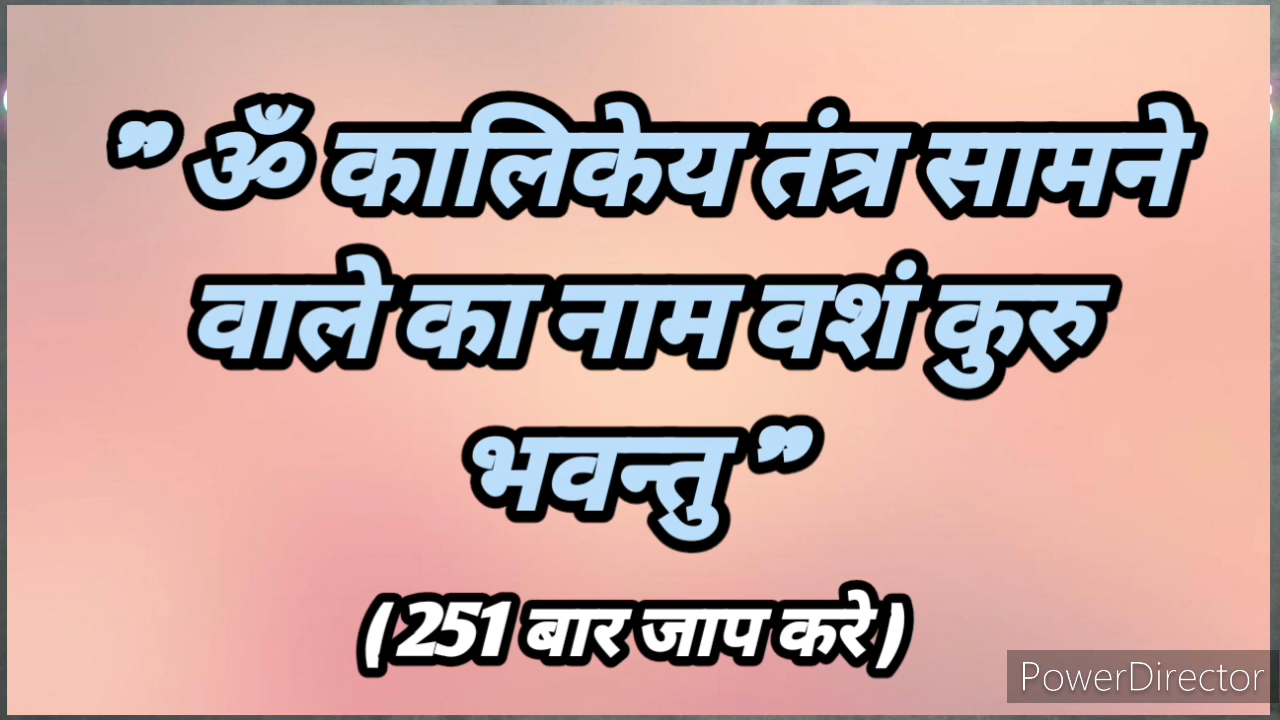 ” ॐ कालिकेय तंत्र सामने
वाले का नाम वशं कुरु
भवन्तु ”
( 251 बार जाप करे )
PowerDirector